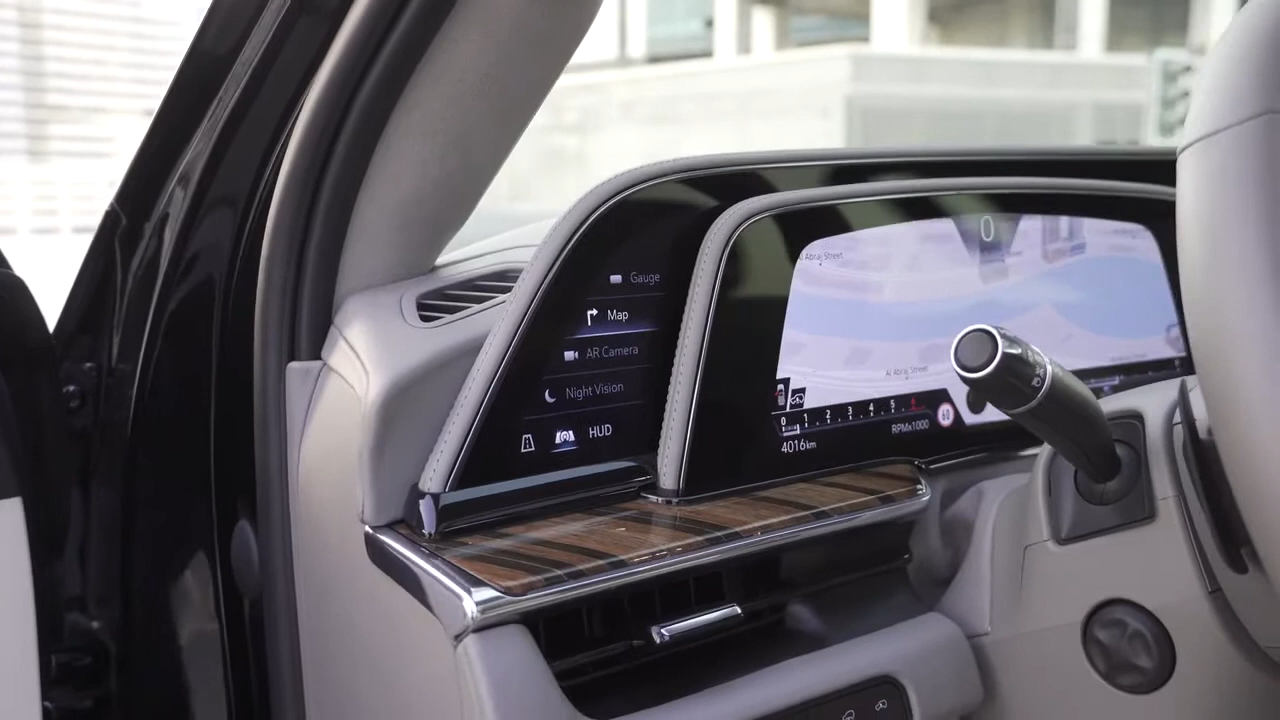 Gauge
Map
AR Camera
Night Vision
HUD
0
Al Abraj Street
Al Abraj Street
0 1 2 3 4 5 6
60
RPMx1000
4016km